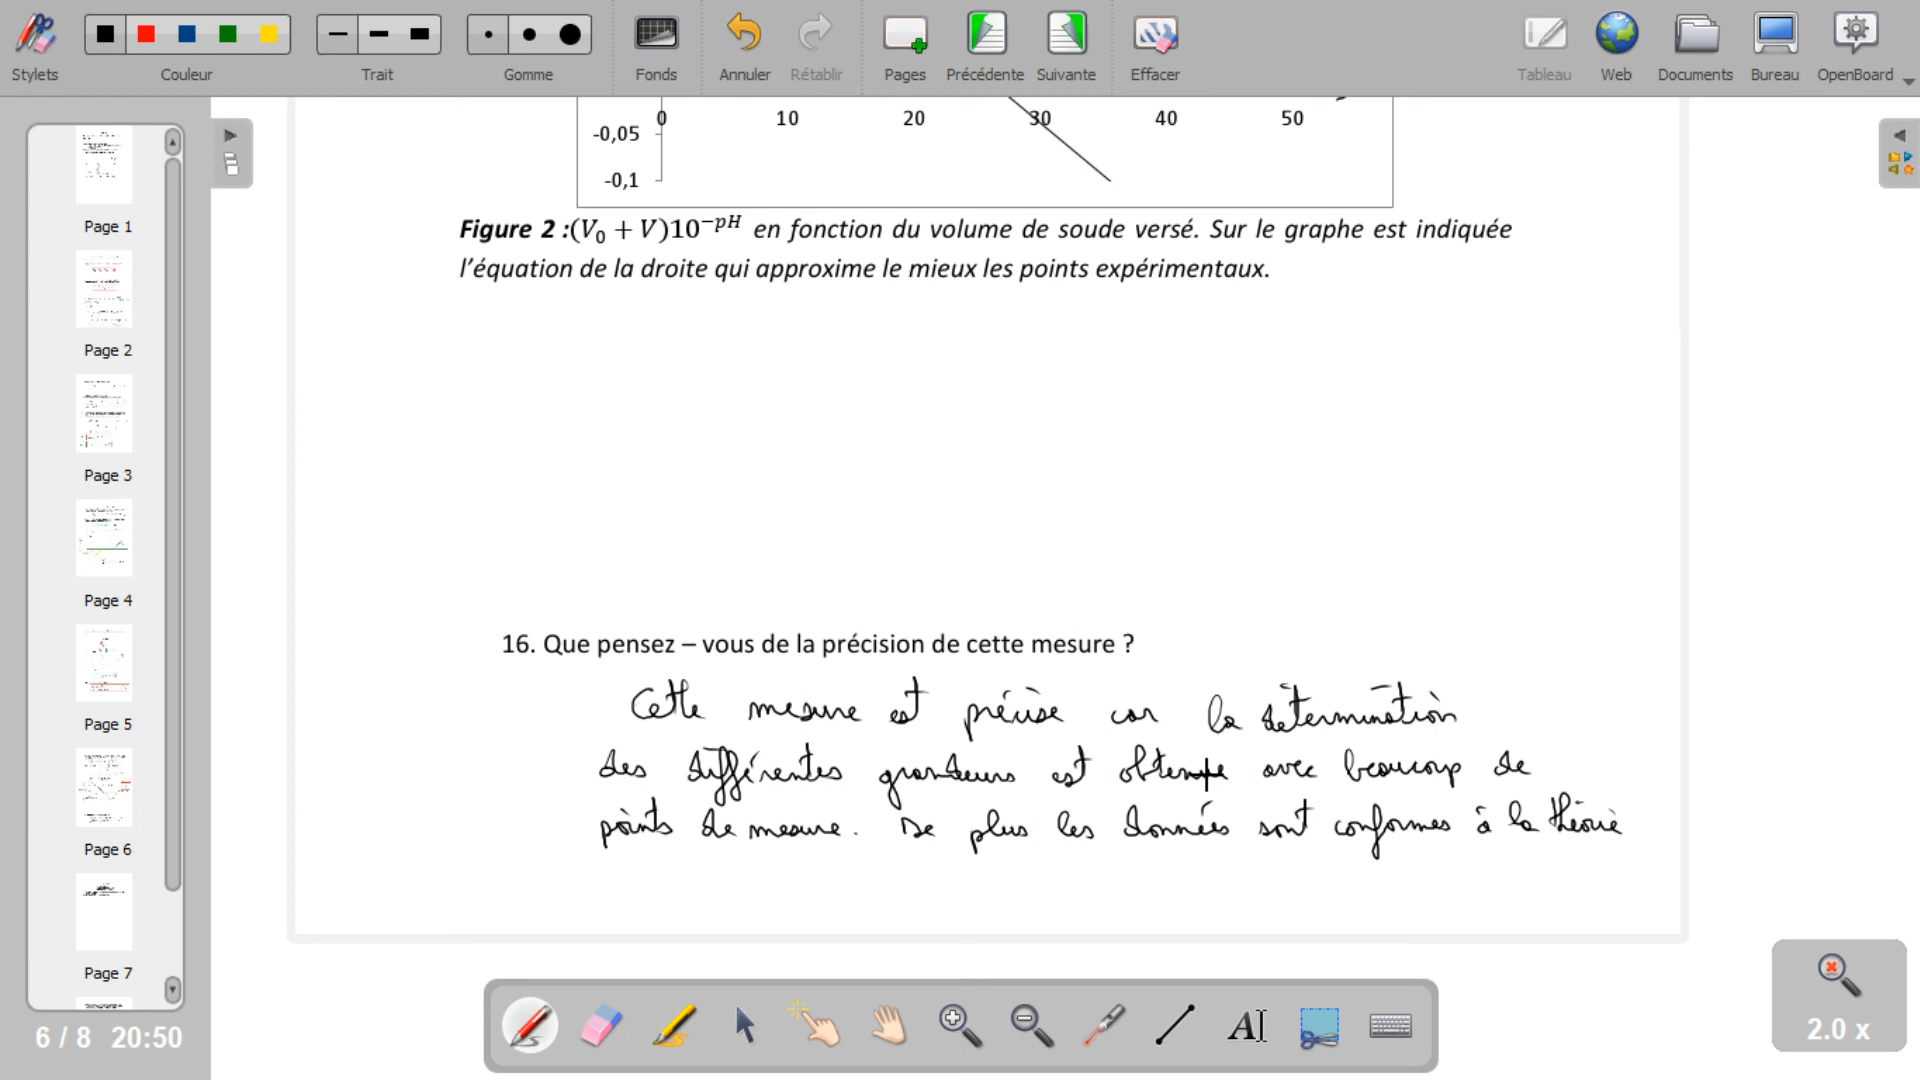 Stylets
Couleur
Trait
Gomme
Fonds
Annuler
Rétablir
Pages
Précédente
Suivante
Effacer
Tableau
Web
Documents
Bureau
OpenBoard
0 10 20 30 40 50
-0,05
-0,1
Figure 2 :(V₀ + V)10⁻ᵖᴴ en fonction du volume de soude versé. Sur le graphe est indiquée
l'équation de la droite qui approxime le mieux les points expérimentaux.
16. Que pensez – vous de la précision de cette mesure ?
Cette mesure est précise car la détermination
des différentes grandeurs est obtenue avec beaucoup de
points de mesure. De plus les données sont conformes à la théorie
Page 1
Page 2
Page 3
Page 4
Page 5
Page 6
Page 7
6 / 8 20:50
2.0 x